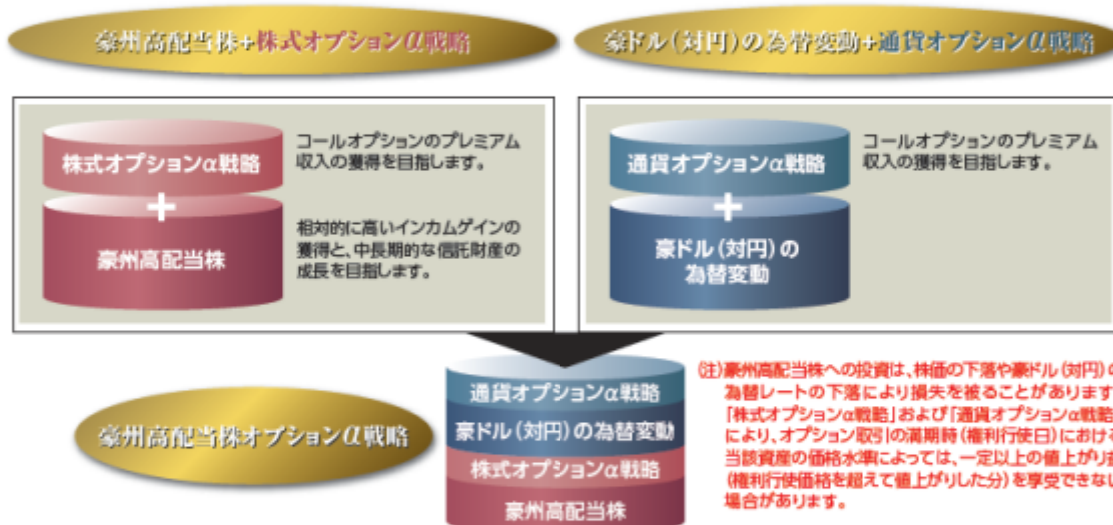 豪州高配当株+株式オプションα戦略
豪ドル(対円)の為替変動+通貨オプションα戦略
株式オプションα戦略
+
豪州高配当株
コールオプションのプレミアム
収入の獲得を目指します。
相対的に高いインカムゲインの
獲得と、中長期的な信託財産の
成長を目指します。
通貨オプションα戦略
+
豪ドル(対円)の
為替変動
コールオプションのプレミアム
収入の獲得を目指します。
豪州高配当株オプションα戦略
通貨オプションα戦略
豪ドル(対円)の為替変動
株式オプションα戦略
豪州高配当株
(注)豪州高配当株への投資は、株価の下落や豪ドル(対円)の
為替レートの下落により損失を被ることがあります
「株式オプションα戦略」および「通貨オプションα戦略
により、オプション取引の満期時(権利行使日)におけ
当該資産の価格水準によっては、一定以上の値上がり
(権利行使価格を超えて値上がりした分)を享受できない
場合があります。